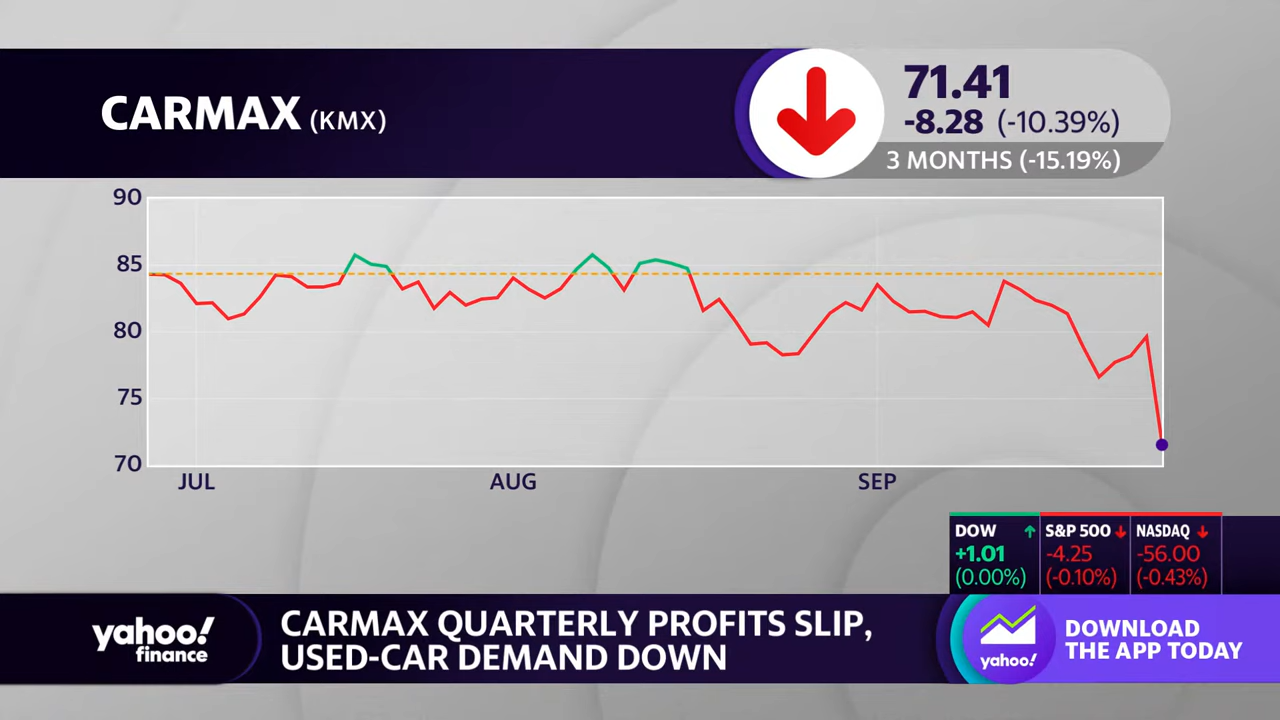 CARMAX (KMX)
71.41
-8.28 (-10.39%)
3 MONTHS (-15.19%)
90
85
80
75
70
JUL AUG SEP
DOW
+1.01
(0.00%)
S&P 500
-4.25
(-0.10%)
NASDAQ
-56.00
(-0.43%)
yahoo!
finance
CARMAX QUARTERLY PROFITS SLIP,
USED-CAR DEMAND DOWN
yahoo!
DOWNLOAD
THE APP TODAY